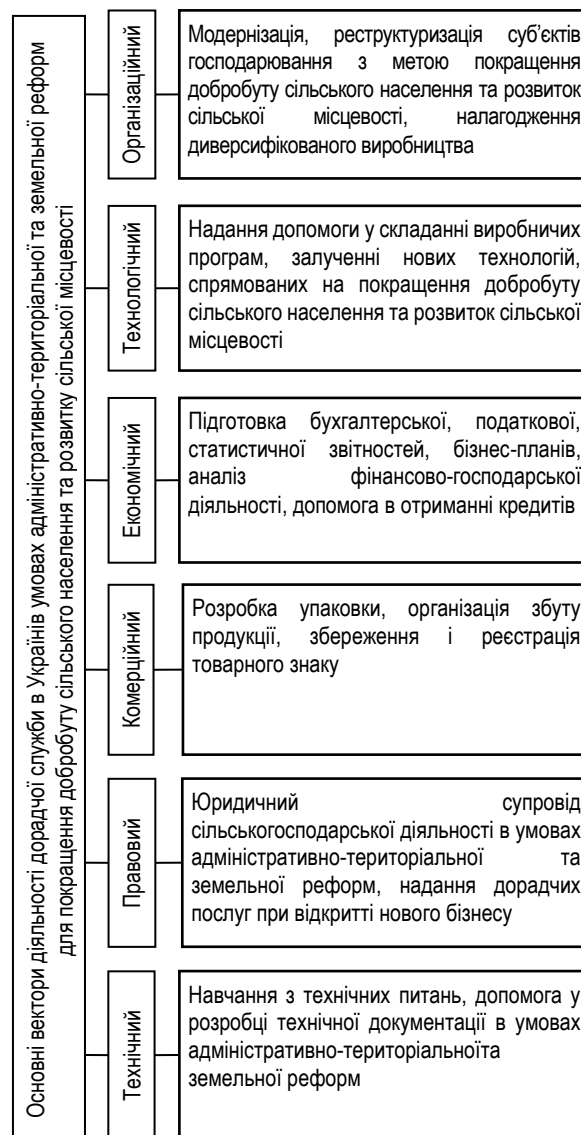 Основні вектори діяльності дорадчої служби в Українів умовах адміністративно-територіальної та земельної реформ
для покращення добробуту сільського населення та розвитку сільської місцевості
Організаційний
Модернізація, реструктуризація суб’єктів
господарювання з метою покращення
добробуту сільського населення та розвиток
сільської місцевості, налагодження
диверсифікованого виробництва
Технологічний
Надання допомоги у складанні виробничих
програм, залученні нових технологій,
спрямованих на покращення добробуту
сільського населення та розвиток сільської
місцевості
Економічний
Підготовка бухгалтерської, податкової,
статистичної звітностей, бізнес-планів,
аналіз фінансово-господарської
діяльності, допомога в отриманні кредитів
Комерційний
Розробка упаковки, організація збуту
продукції, збереження і реєстрація
товарного знаку
Правовий
Юридичний супровід
сільськогосподарської діяльності в умовах
адміністративно-територіальної та
земельної реформ, надання дорадчих
послуг при відкритті нового бізнесу
Технічний
Навчання з технічних питань, допомога у
розробці технічної документації в умовах
адміністративно-територіальноїта
земельної реформ